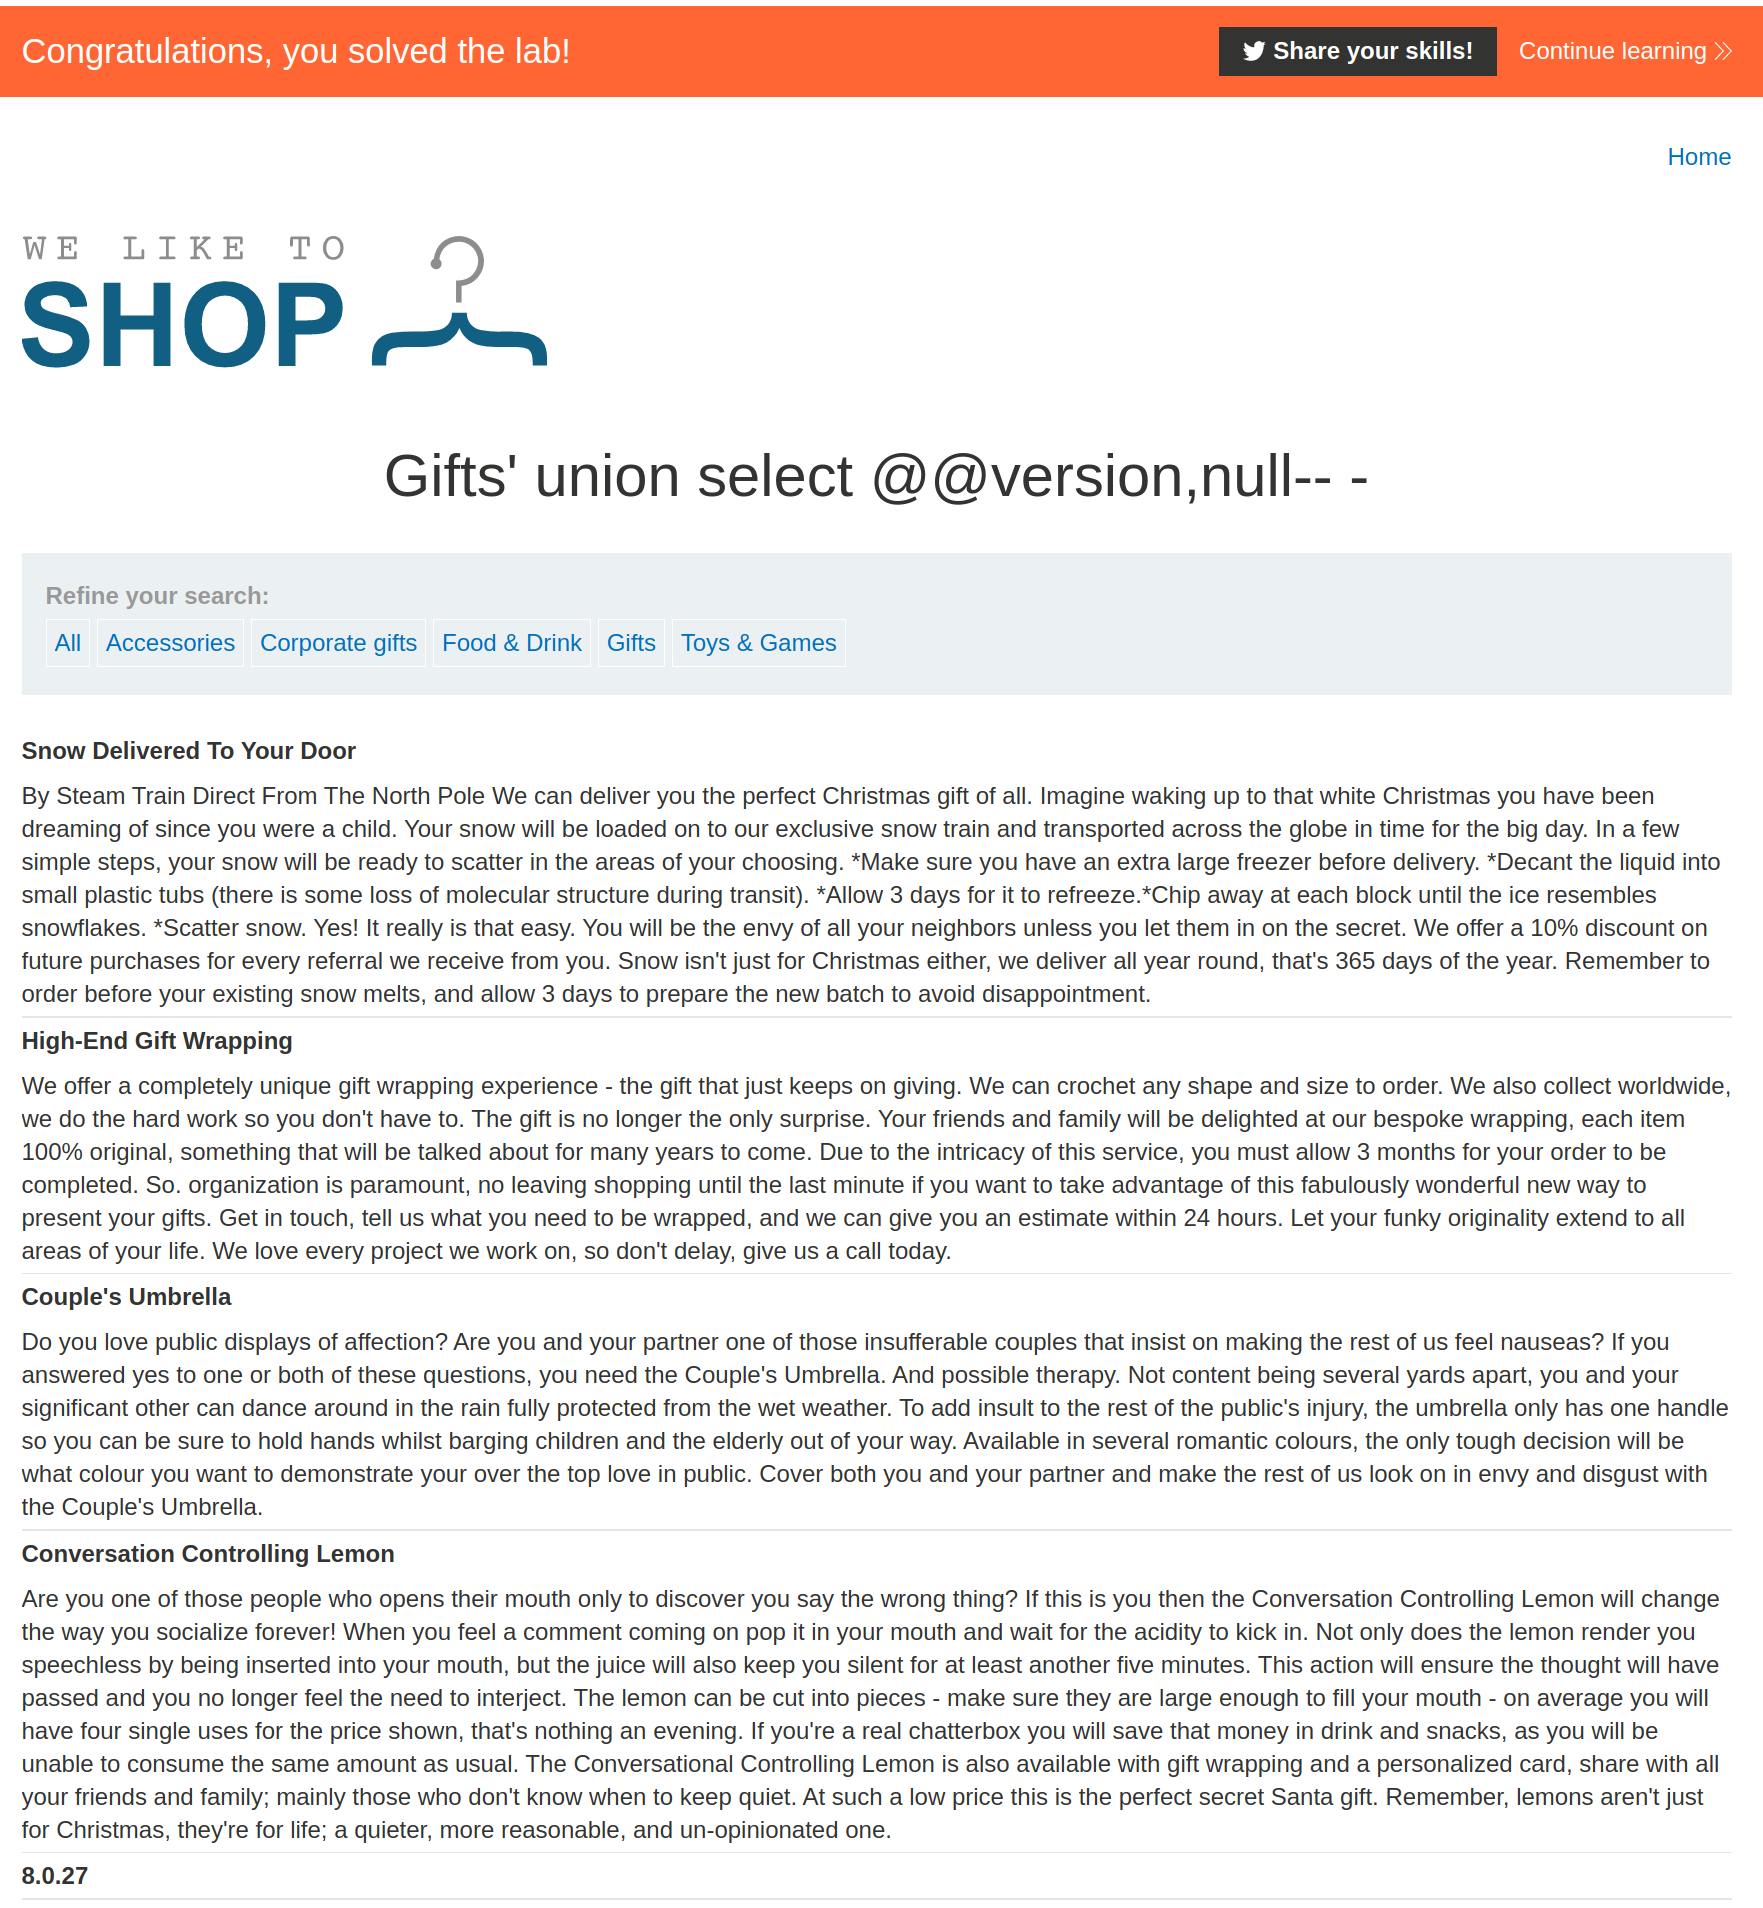 Congratulations, you solved the lab!
Share your skills!
Continue learning
Home
WE LIKE TO
SHOP
Gifts' union select @@version,null-- -
Refine your search:
All Accessories Corporate gifts Food & Drink Gifts Toys & Games
Snow Delivered To Your Door
By Steam Train Direct From The North Pole We can deliver you the perfect Christmas gift of all. Imagine waking up to that white Christmas you have been
dreaming of since you were a child. Your snow will be loaded on to our exclusive snow train and transported across the globe in time for the big day. In a few
simple steps, your snow will be ready to scatter in the areas of your choosing. *Make sure you have an extra large freezer before delivery. *Decant the liquid into
small plastic tubs (there is some loss of molecular structure during transit). *Allow 3 days for it to refreeze.*Chip away at each block until the ice resembles
snowflakes. *Scatter snow. Yes! It really is that easy. You will be the envy of all your neighbors unless you let them in on the secret. We offer a 10% discount on
future purchases for every referral we receive from you. Snow isn't just for Christmas either, we deliver all year round, that's 365 days of the year. Remember to
order before your existing snow melts, and allow 3 days to prepare the new batch to avoid disappointment.
High-End Gift Wrapping
We offer a completely unique gift wrapping experience - the gift that just keeps on giving. We can crochet any shape and size to order. We also collect worldwide,
we do the hard work so you don't have to. The gift is no longer the only surprise. Your friends and family will be delighted at our bespoke wrapping, each item
100% original, something that will be talked about for many years to come. Due to the intricacy of this service, you must allow 3 months for your order to be
completed. So. organization is paramount, no leaving shopping until the last minute if you want to take advantage of this fabulously wonderful new way to
present your gifts. Get in touch, tell us what you need to be wrapped, and we can give you an estimate within 24 hours. Let your funky originality extend to all
areas of your life. We love every project we work on, so don't delay, give us a call today.
Couple's Umbrella
Do you love public displays of affection? Are you and your partner one of those insufferable couples that insist on making the rest of us feel nauseas? If you
answered yes to one or both of these questions, you need the Couple's Umbrella. And possible therapy. Not content being several yards apart, you and your
significant other can dance around in the rain fully protected from the wet weather. To add insult to the rest of the public's injury, the umbrella only has one handle
so you can be sure to hold hands whilst barging children and the elderly out of your way. Available in several romantic colours, the only tough decision will be
what colour you want to demonstrate your over the top love in public. Cover both you and your partner and make the rest of us look on in envy and disgust with
the Couple's Umbrella.
Conversation Controlling Lemon
Are you one of those people who opens their mouth only to discover you say the wrong thing? If this is you then the Conversation Controlling Lemon will change
the way you socialize forever! When you feel a comment coming on pop it in your mouth and wait for the acidity to kick in. Not only does the lemon render you
speechless by being inserted into your mouth, but the juice will also keep you silent for at least another five minutes. This action will ensure the thought will have
passed and you no longer feel the need to interject. The lemon can be cut into pieces - make sure they are large enough to fill your mouth - on average you will
have four single uses for the price shown, that's nothing an evening. If you're a real chatterbox you will save that money in drink and snacks, as you will be
unable to consume the same amount as usual. The Conversational Controlling Lemon is also available with gift wrapping and a personalized card, share with all
your friends and family; mainly those who don't know when to keep quiet. At such a low price this is the perfect secret Santa gift. Remember, lemons aren't just
for Christmas, they're for life; a quieter, more reasonable, and un-opinionated one.
8.0.27